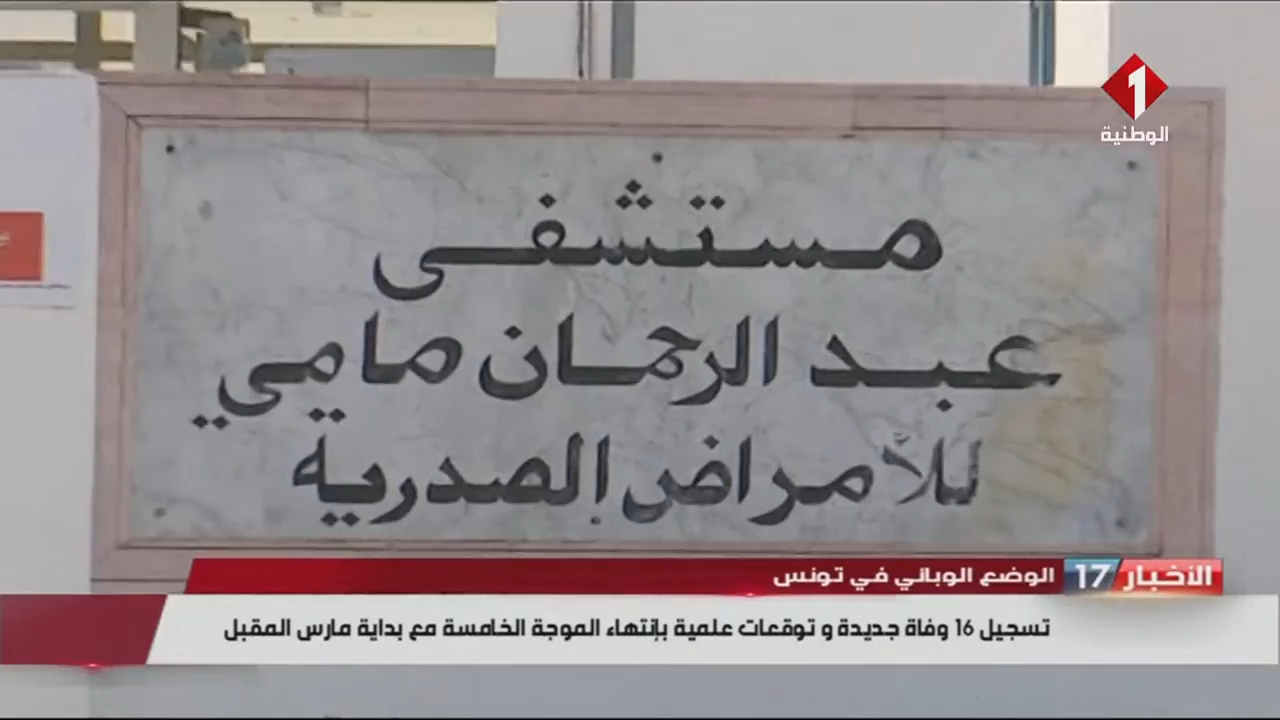 1
الوطنية
مستشفى
عبد الرحمان مامي
للأمراض الصدرية
الأخبار 17 الوضع الوبائي في تونس
تسجيل 16 وفاة جديدة و توقعات علمية بإنتهاء الموجة الخامسة مع بداية مارس المقبل